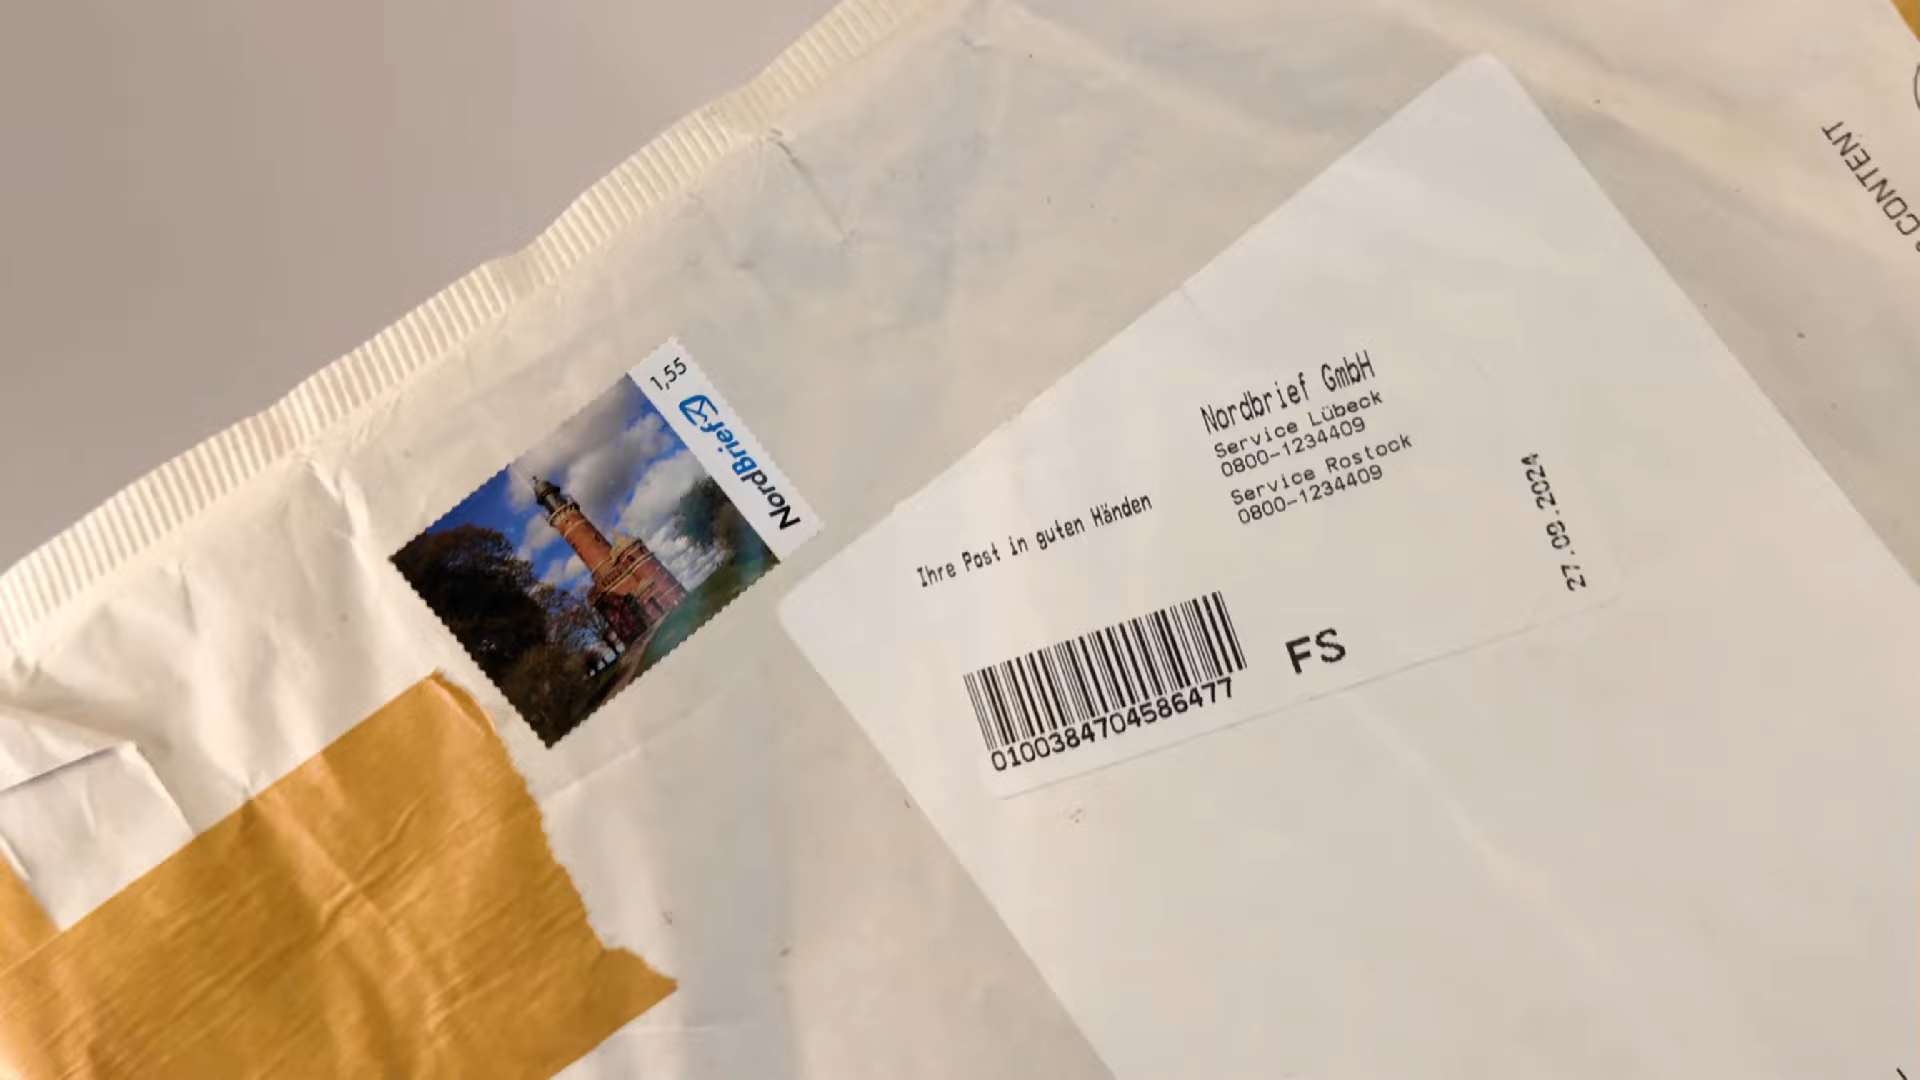 1,55
NordBrief
Nordbrief GmbH
Service Lübeck
0800-1234409
Service Rostock
0800-1234409
Ihre Post in guten Händen
27.09.2024
0100384704586477
FS
CONTENT